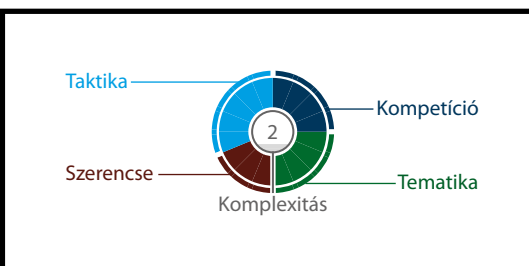 Taktika
Kompetíció
2
Szerencse
Tematika
Komplexitás